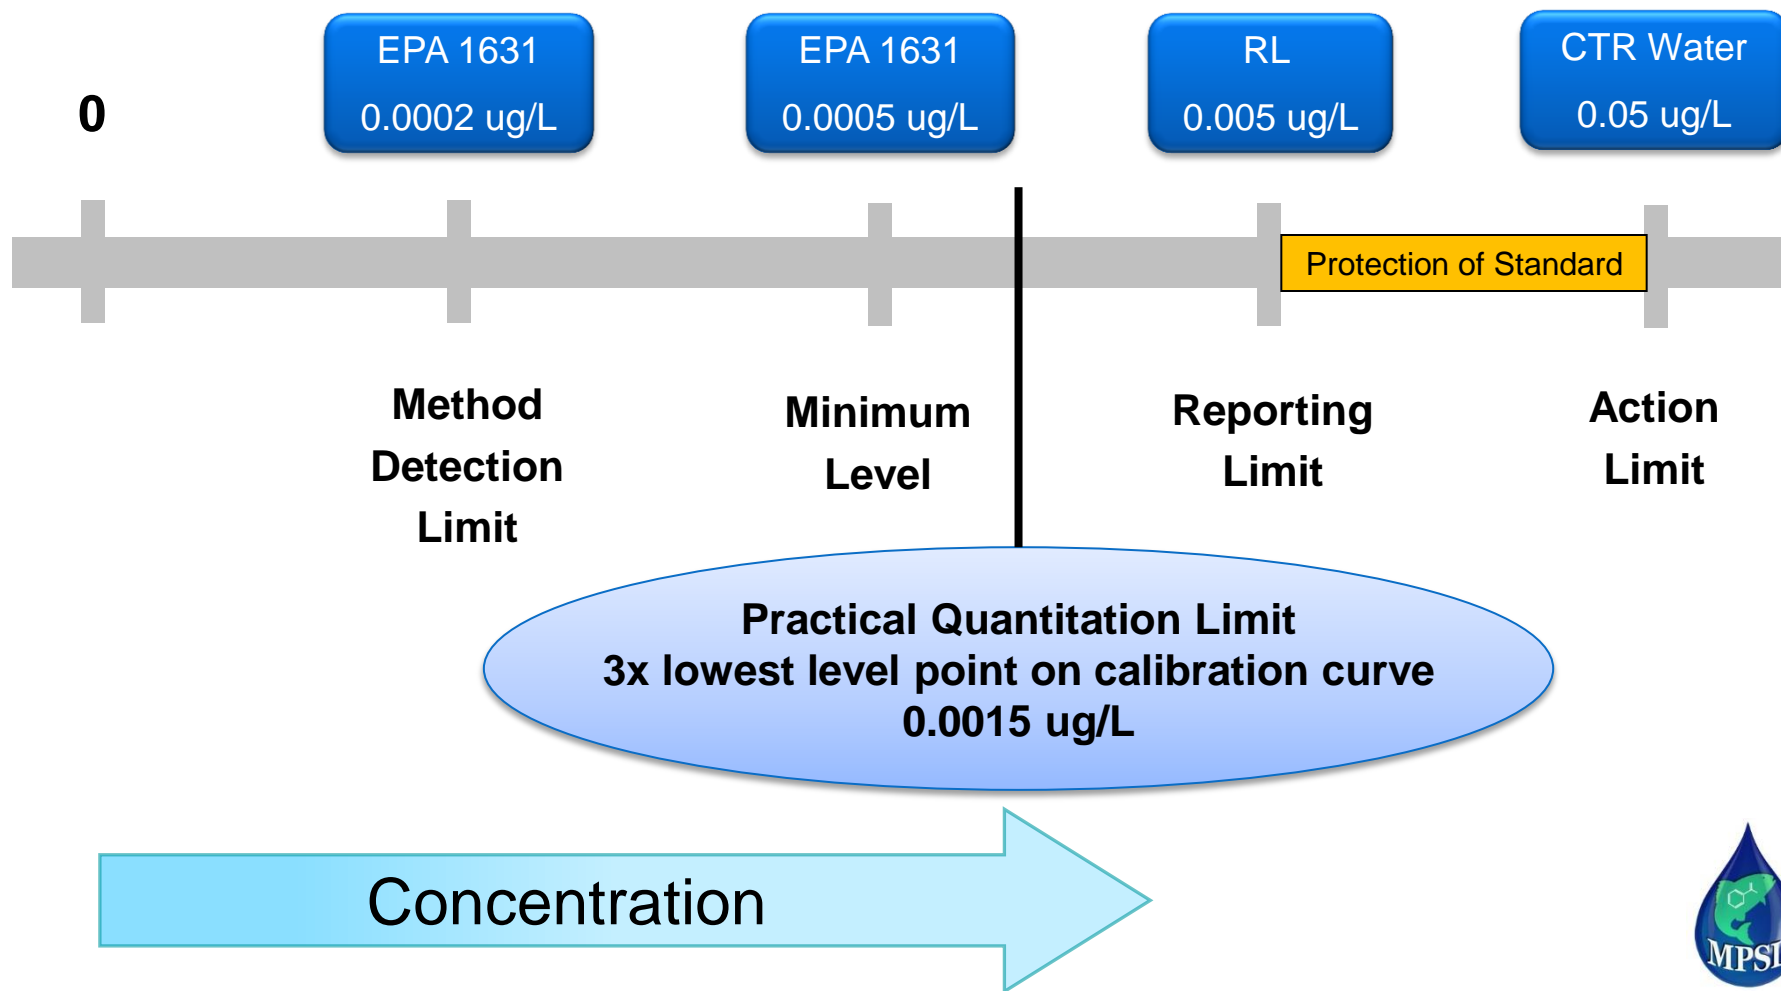 0
EPA 1631
0.0002 ug/L
EPA 1631
0.0005 ug/L
RL
0.005 ug/L
CTR Water
0.05 ug/L
Protection of Standard
Method
Detection
Limit
Minimum
Level
Reporting
Limit
Action
Limit
Practical Quantitation Limit
3x lowest level point on calibration curve
0.0015 ug/L
Concentration
MPSL